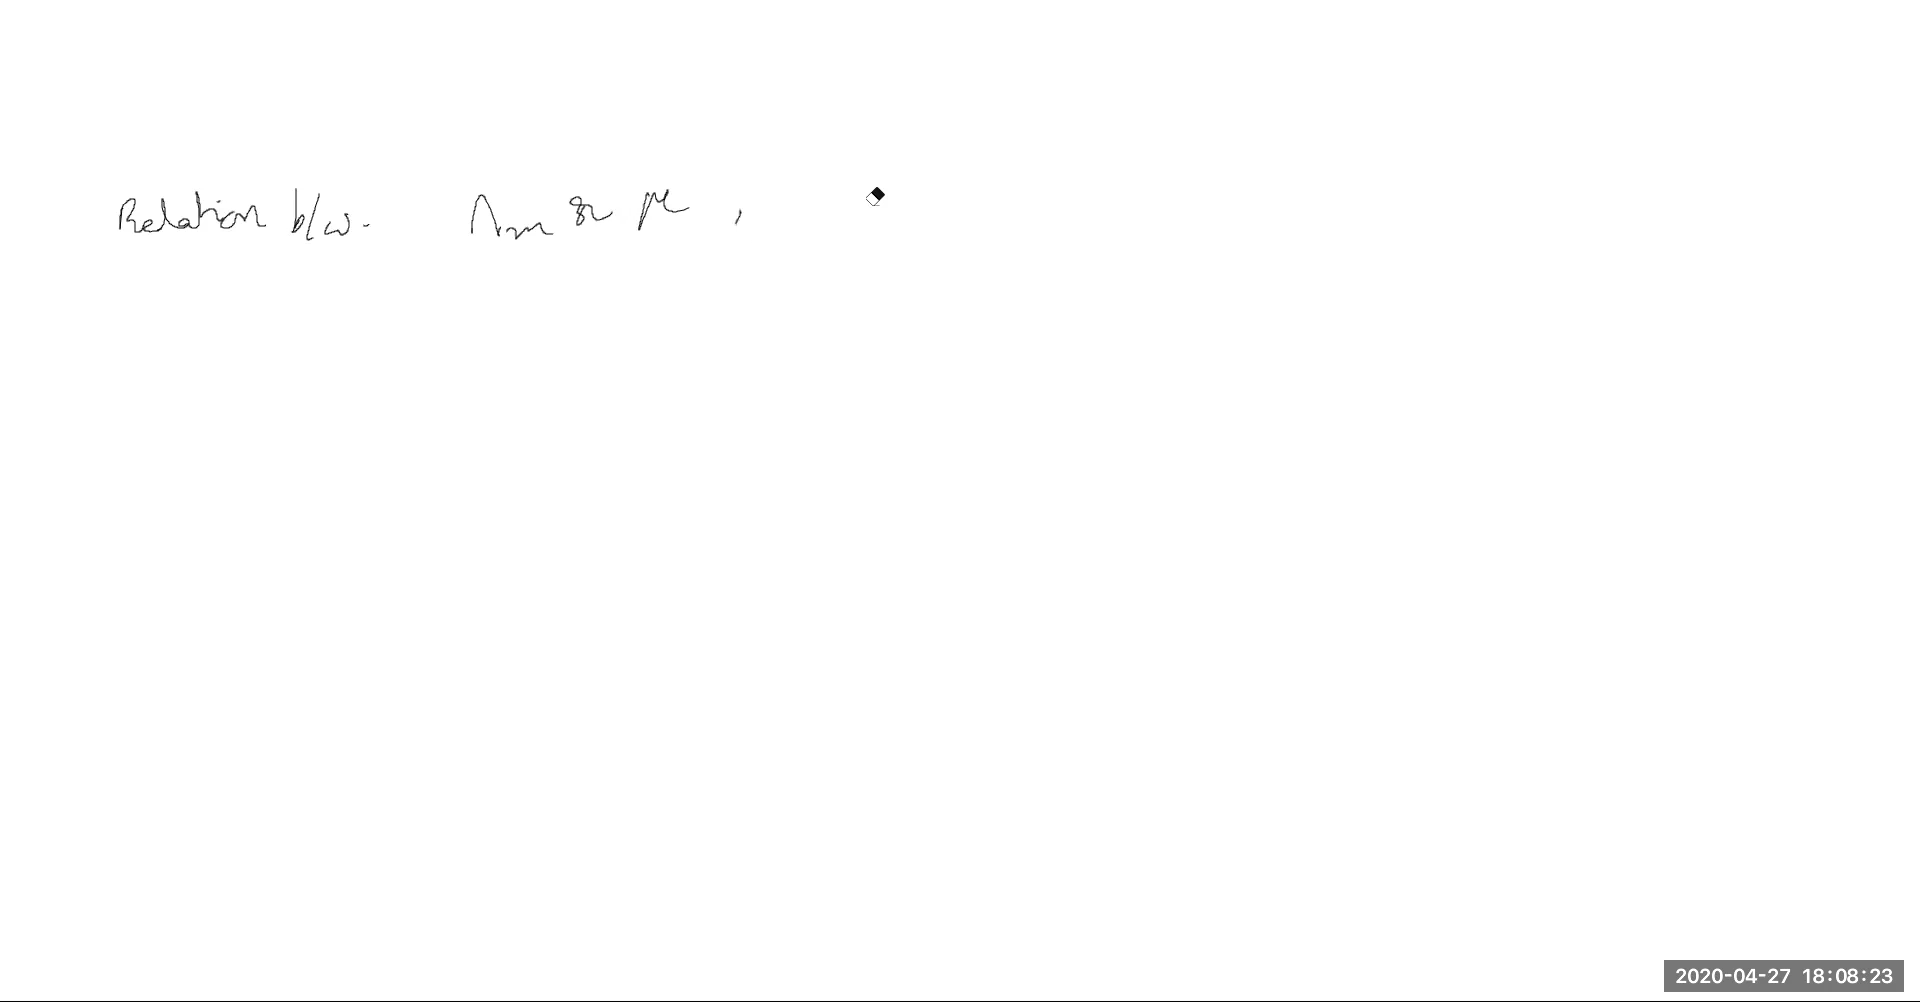 Relation b/w. Λm & μ ,
2020-04-27 18:08:23